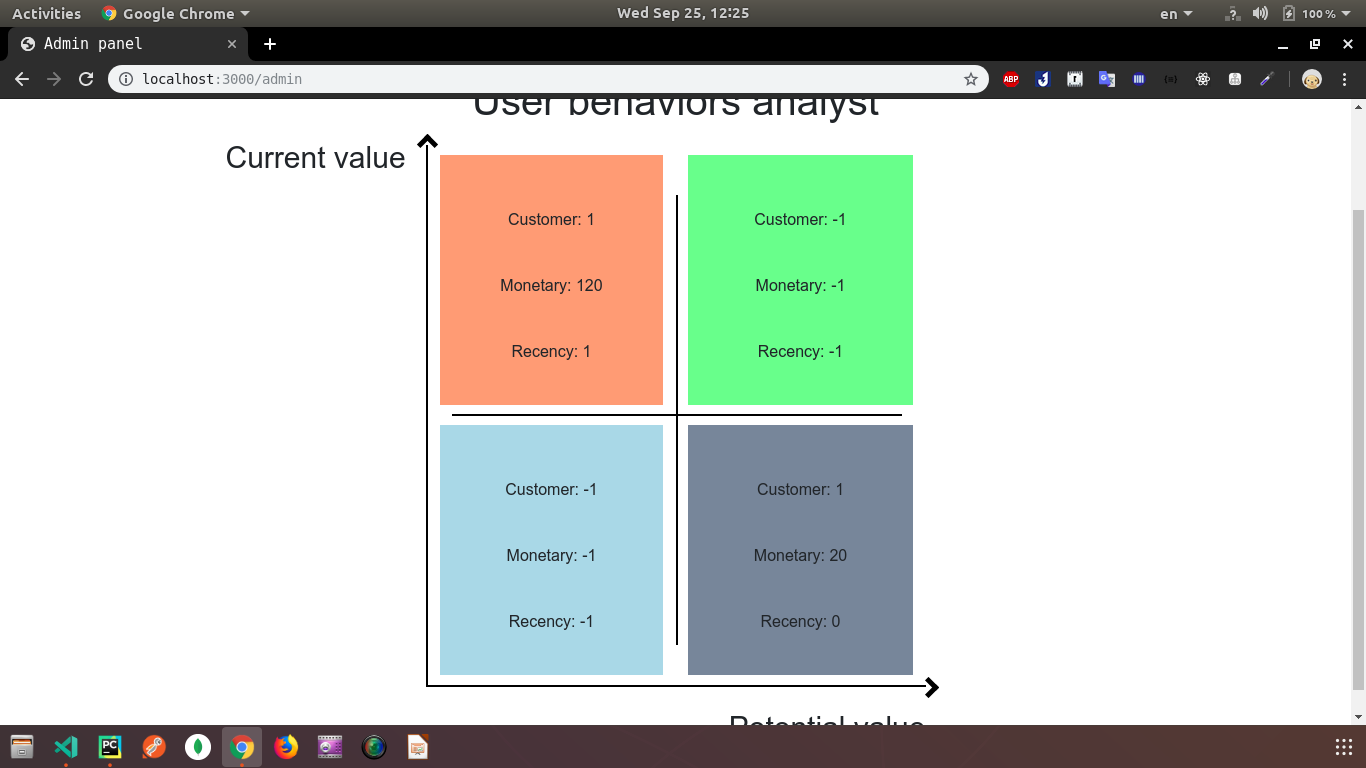 Activities Google Chrome Wed Sep 25, 12:25 en ? 100 %
Admin panel
localhost:3000/admin ABP
User behaviors analyst
Current value
Customer: 1
Monetary: 120
Recency: 1
Customer: -1
Monetary: -1
Recency: -1
Customer: -1
Monetary: -1
Recency: -1
Customer: 1
Monetary: 20
Recency: 0
Potential value
PC